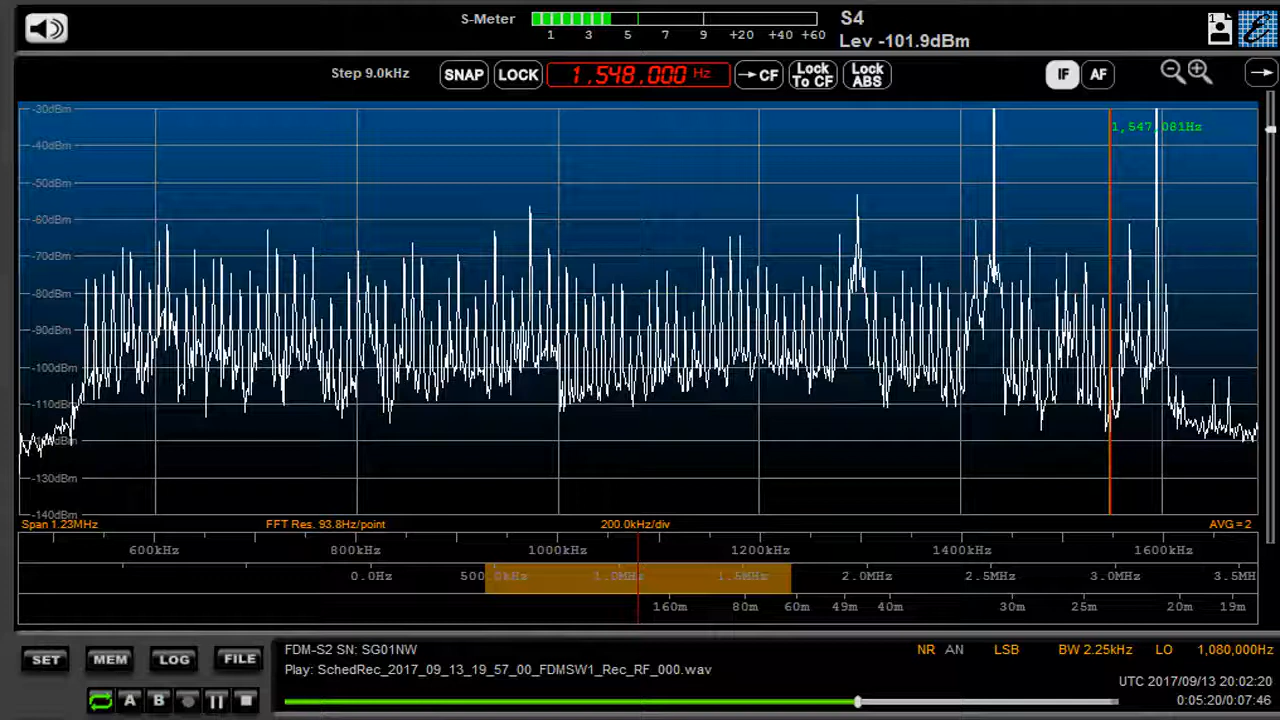 S-Meter 1 3 5 7 9 +20 +40 +60 S4
Lev -101.9dBm
1
Step 9.0kHz SNAP LOCK 1.548.000 Hz →CF Lock To CF Lock ABS IF AF
-30dBm
1,547,081Hz
-40dBm
-50dBm
-60dBm
-70dBm
-80dBm
-90dBm
-100dBm
-110dBm
-120dBm
-130dBm
-140dBm
Span 1.23MHz FFT Res. 93.8Hz/point 200.0kHz/div AVG = 2
600kHz 800kHz 1000kHz 1200kHz 1400kHz 1600kHz
0.0Hz 500.0kHz 1.0MHz 1.5MHz 2.0MHz 2.5MHz 3.0MHz 3.5MH
160m 80m 60m 49m 40m 30m 25m 20m 19m
SET MEM LOG FILE
FDM-S2 SN: SG01NW NR AN LSB BW 2.25kHz LO 1,080,000Hz
Play: SchedRec_2017_09_13_19_57_00_FDMSW1_Rec_RF_000.wav
UTC 2017/09/13 20:02:20
A B 0:05:20/0:07:46